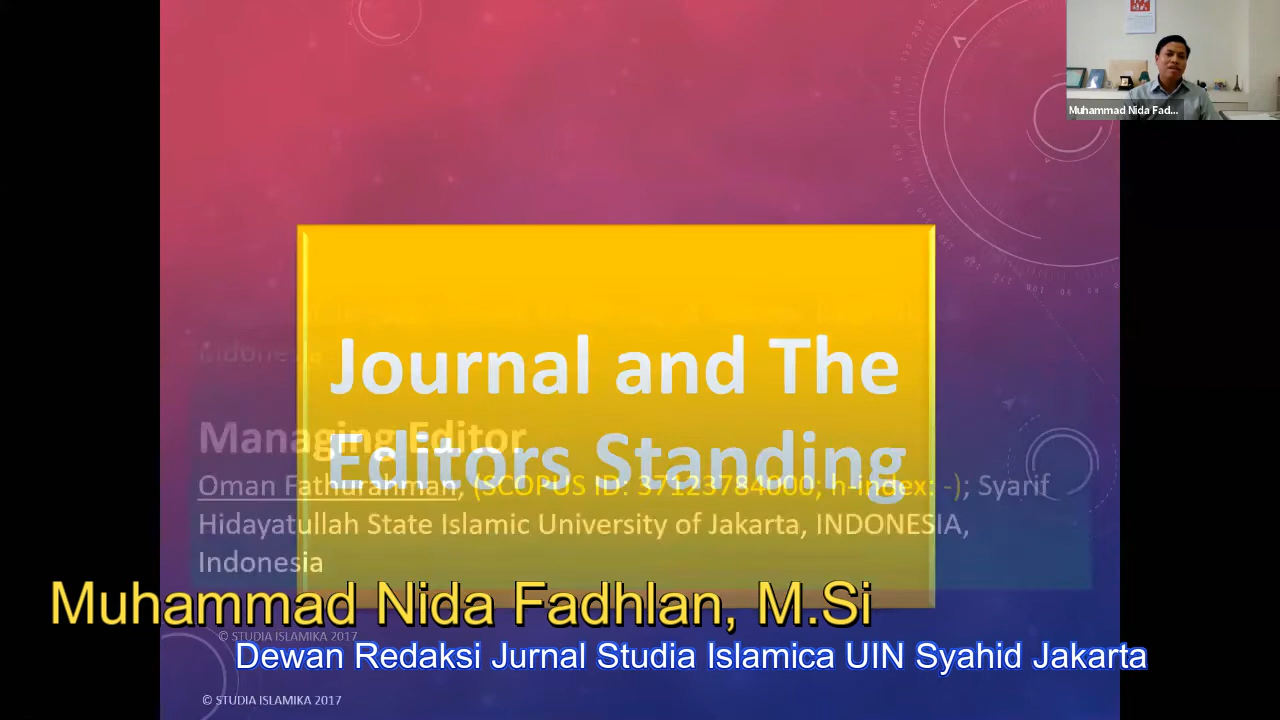 Muhammad Nida Fad...
Journal and The
Editors Standing
Managing Editor
Oman Fathurahman, (SCOPUS ID: 37123784000; h-index: -); Syarif
Hidayatullah State Islamic University of Jakarta, INDONESIA,
Indonesia
Muhammad Nida Fadhlan, M.Si
© STUDIA ISLAMIKA 2017
Dewan Redaksi Jurnal Studia Islamica UIN Syahid Jakarta
© STUDIA ISLAMIKA 2017